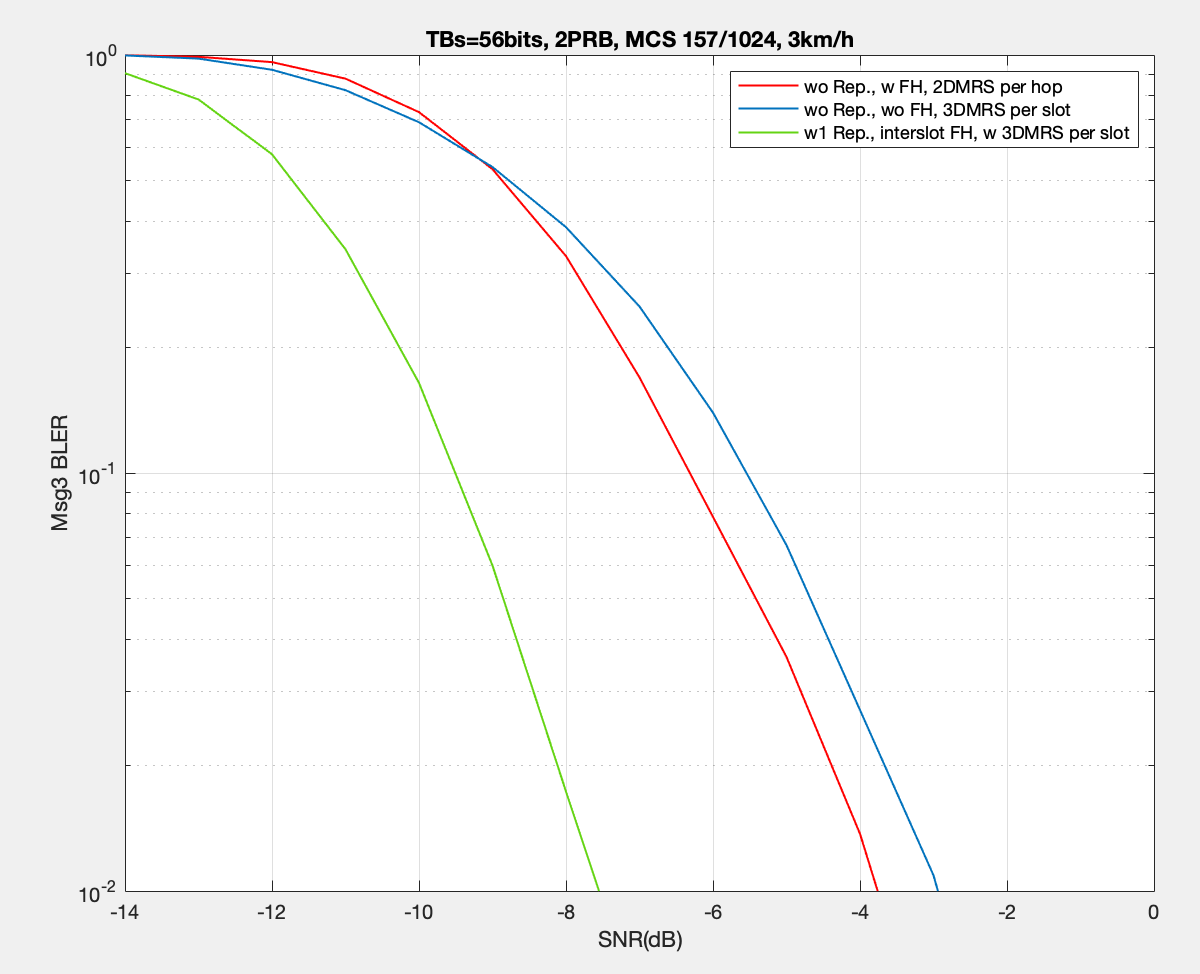 TBs=56bits, 2PRB, MCS 157/1024, 3km/h
wo Rep., w FH, 2DMRS per hop
wo Rep., wo FH, 3DMRS per slot
w1 Rep., interslot FH, w 3DMRS per slot
10^0
10^-1
10^-2
Msg3 BLER
-14 -12 -10 -8 -6 -4 -2 0
SNR(dB)